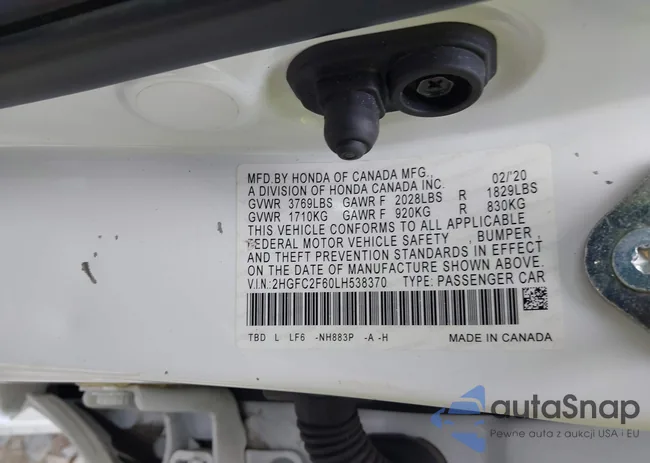 MFD.BY HONDA OF CANADA MFG., 02/'20
A DIVISION OF HONDA CANADA INC.
GVWR 3769LBS GAWR F 2028LBS R 1829LBS
GVWR 1710KG GAWR F 920KG R 830KG
THIS VEHICLE CONFORMS TO ALL APPLICABLE
FEDERAL MOTOR VEHICLE SAFETY , BUMPER ,
AND THEFT PREVENTION STANDARDS IN EFFECT
ON THE DATE OF MANUFACTURE SHOWN ABOVE.
V.I.N.:2HGFC2F60LH538370 TYPE: PASSENGER CAR
TBD L LF6 -NH883P -A -H MADE IN CANADA
autaSnap
Pewne auta z aukcji USA i EU